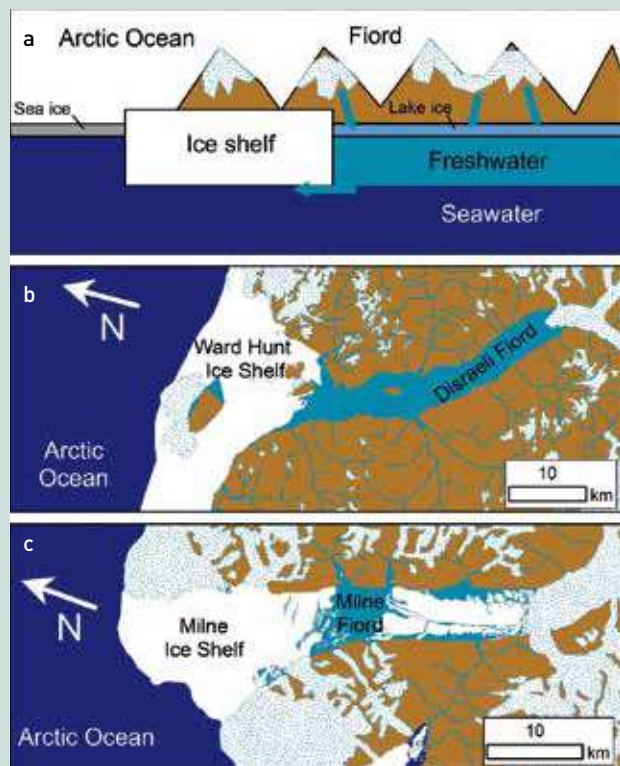 a
Arctic Ocean
Fiord
Sea ice
Lake ice
Ice shelf
Freshwater
Seawater
b
N
Ward Hunt
Ice Shelf
Disraeli Fiord
Arctic
Ocean
10
km
c
N
Milne
Fiord
Milne
Ice Shelf
Arctic Ocean
10
km